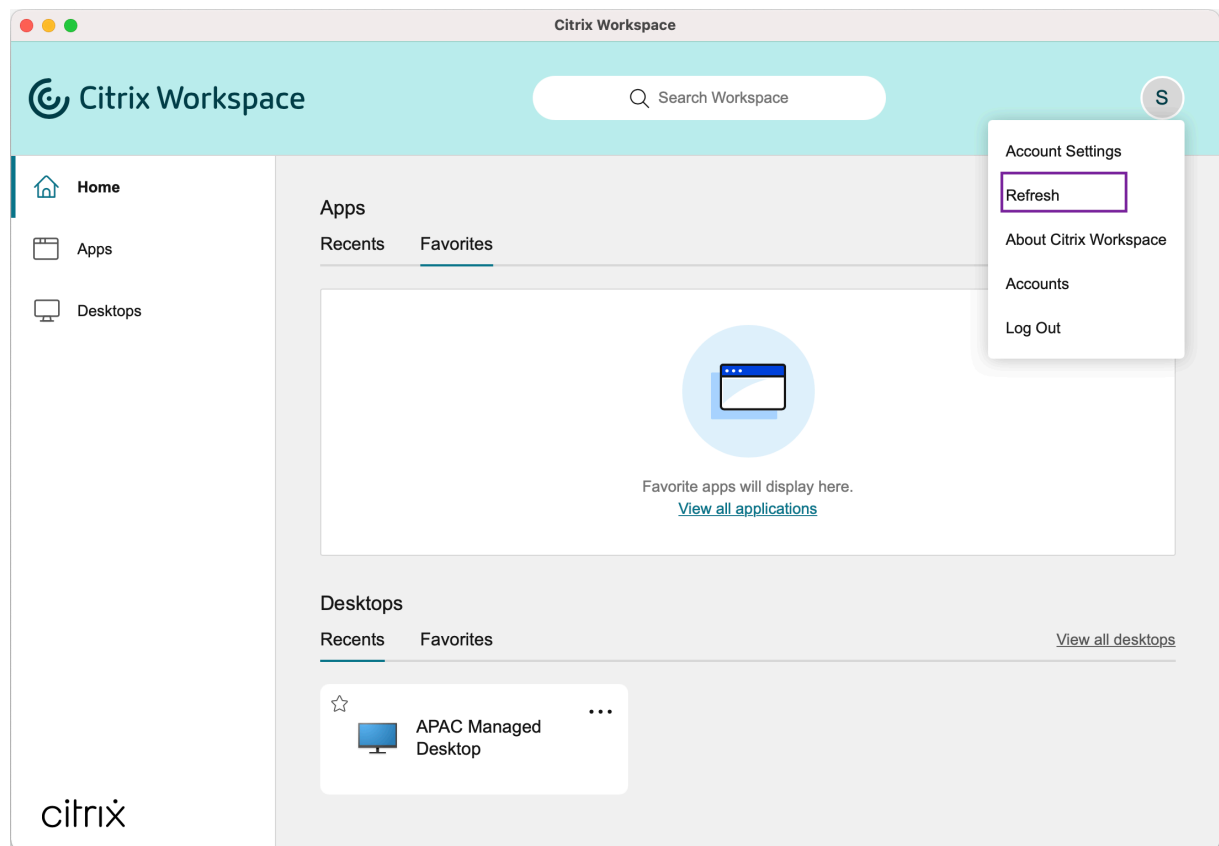 Citrix Workspace
Citrix Workspace
Search Workspace
S
Account Settings
Refresh
About Citrix Workspace
Accounts
Log Out
Home
Apps
Desktops
Apps
Recents Favorites
Favorite apps will display here.
View all applications
Desktops
Recents Favorites
View all desktops
APAC Managed
Desktop
citrix